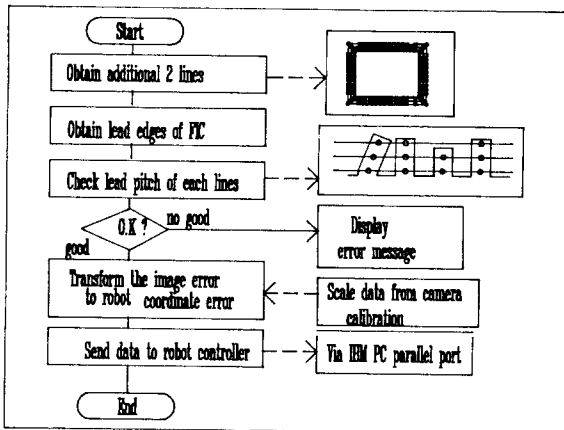 Start
Obtain additional 2 lines
Obtain lead edges of FIC
Check lead pitch of each lines
O.K ?
no good
good
Display
error message
Transform the image error
to robot coordinate error
Scale data from camera
calibration
Send data to robot controller
Via IBM PC parallel port
End